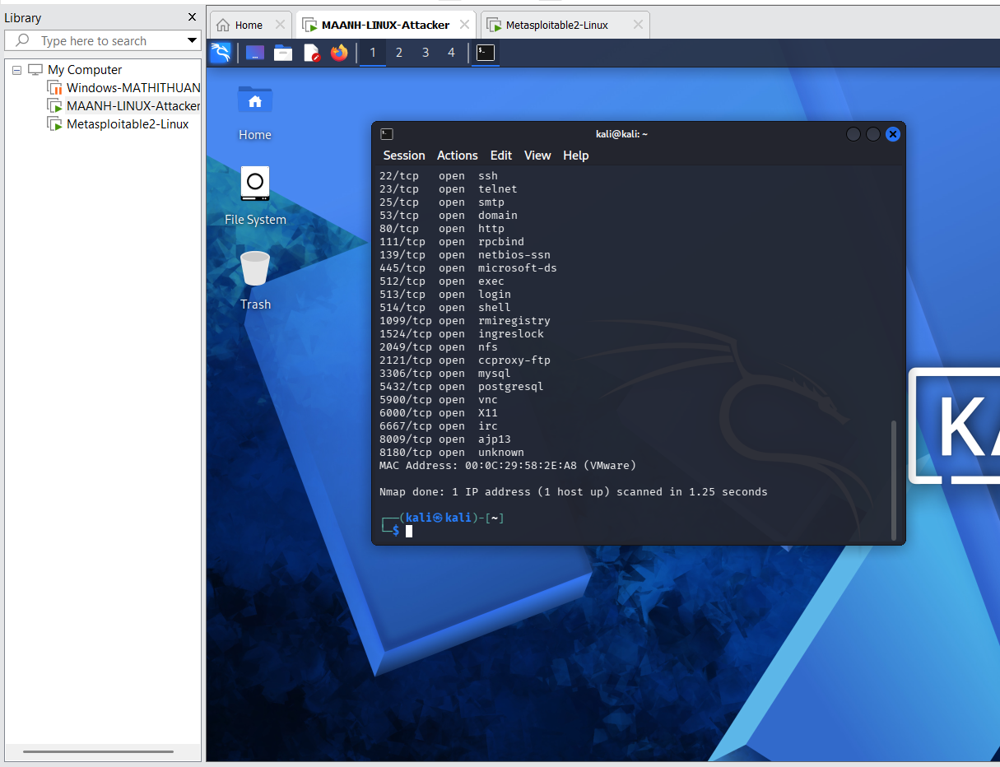 Library
Type here to search
My Computer
Windows-MATHITHUAN
MAANH-LINUX-Attacker
Metasploitable2-Linux
Home
MAANH-LINUX-Attacker
Metasploitable2-Linux
1 2 3 4
Home
File System
Trash
kali@kali: ~
Session Actions Edit View Help
22/tcp open ssh
23/tcp open telnet
25/tcp open smtp
53/tcp open domain
80/tcp open http
111/tcp open rpcbind
139/tcp open netbios-ssn
445/tcp open microsoft-ds
512/tcp open exec
513/tcp open login
514/tcp open shell
1099/tcp open rmiregistry
1524/tcp open ingreslock
2049/tcp open nfs
2121/tcp open ccproxy-ftp
3306/tcp open mysql
5432/tcp open postgresql
5900/tcp open vnc
6000/tcp open X11
6667/tcp open irc
8009/tcp open ajp13
8180/tcp open unknown
MAC Address: 00:0C:29:58:2E:A8 (VMware)
Nmap done: 1 IP address (1 host up) scanned in 1.25 seconds
┌──(kali㉿kali)-[~]
└─$